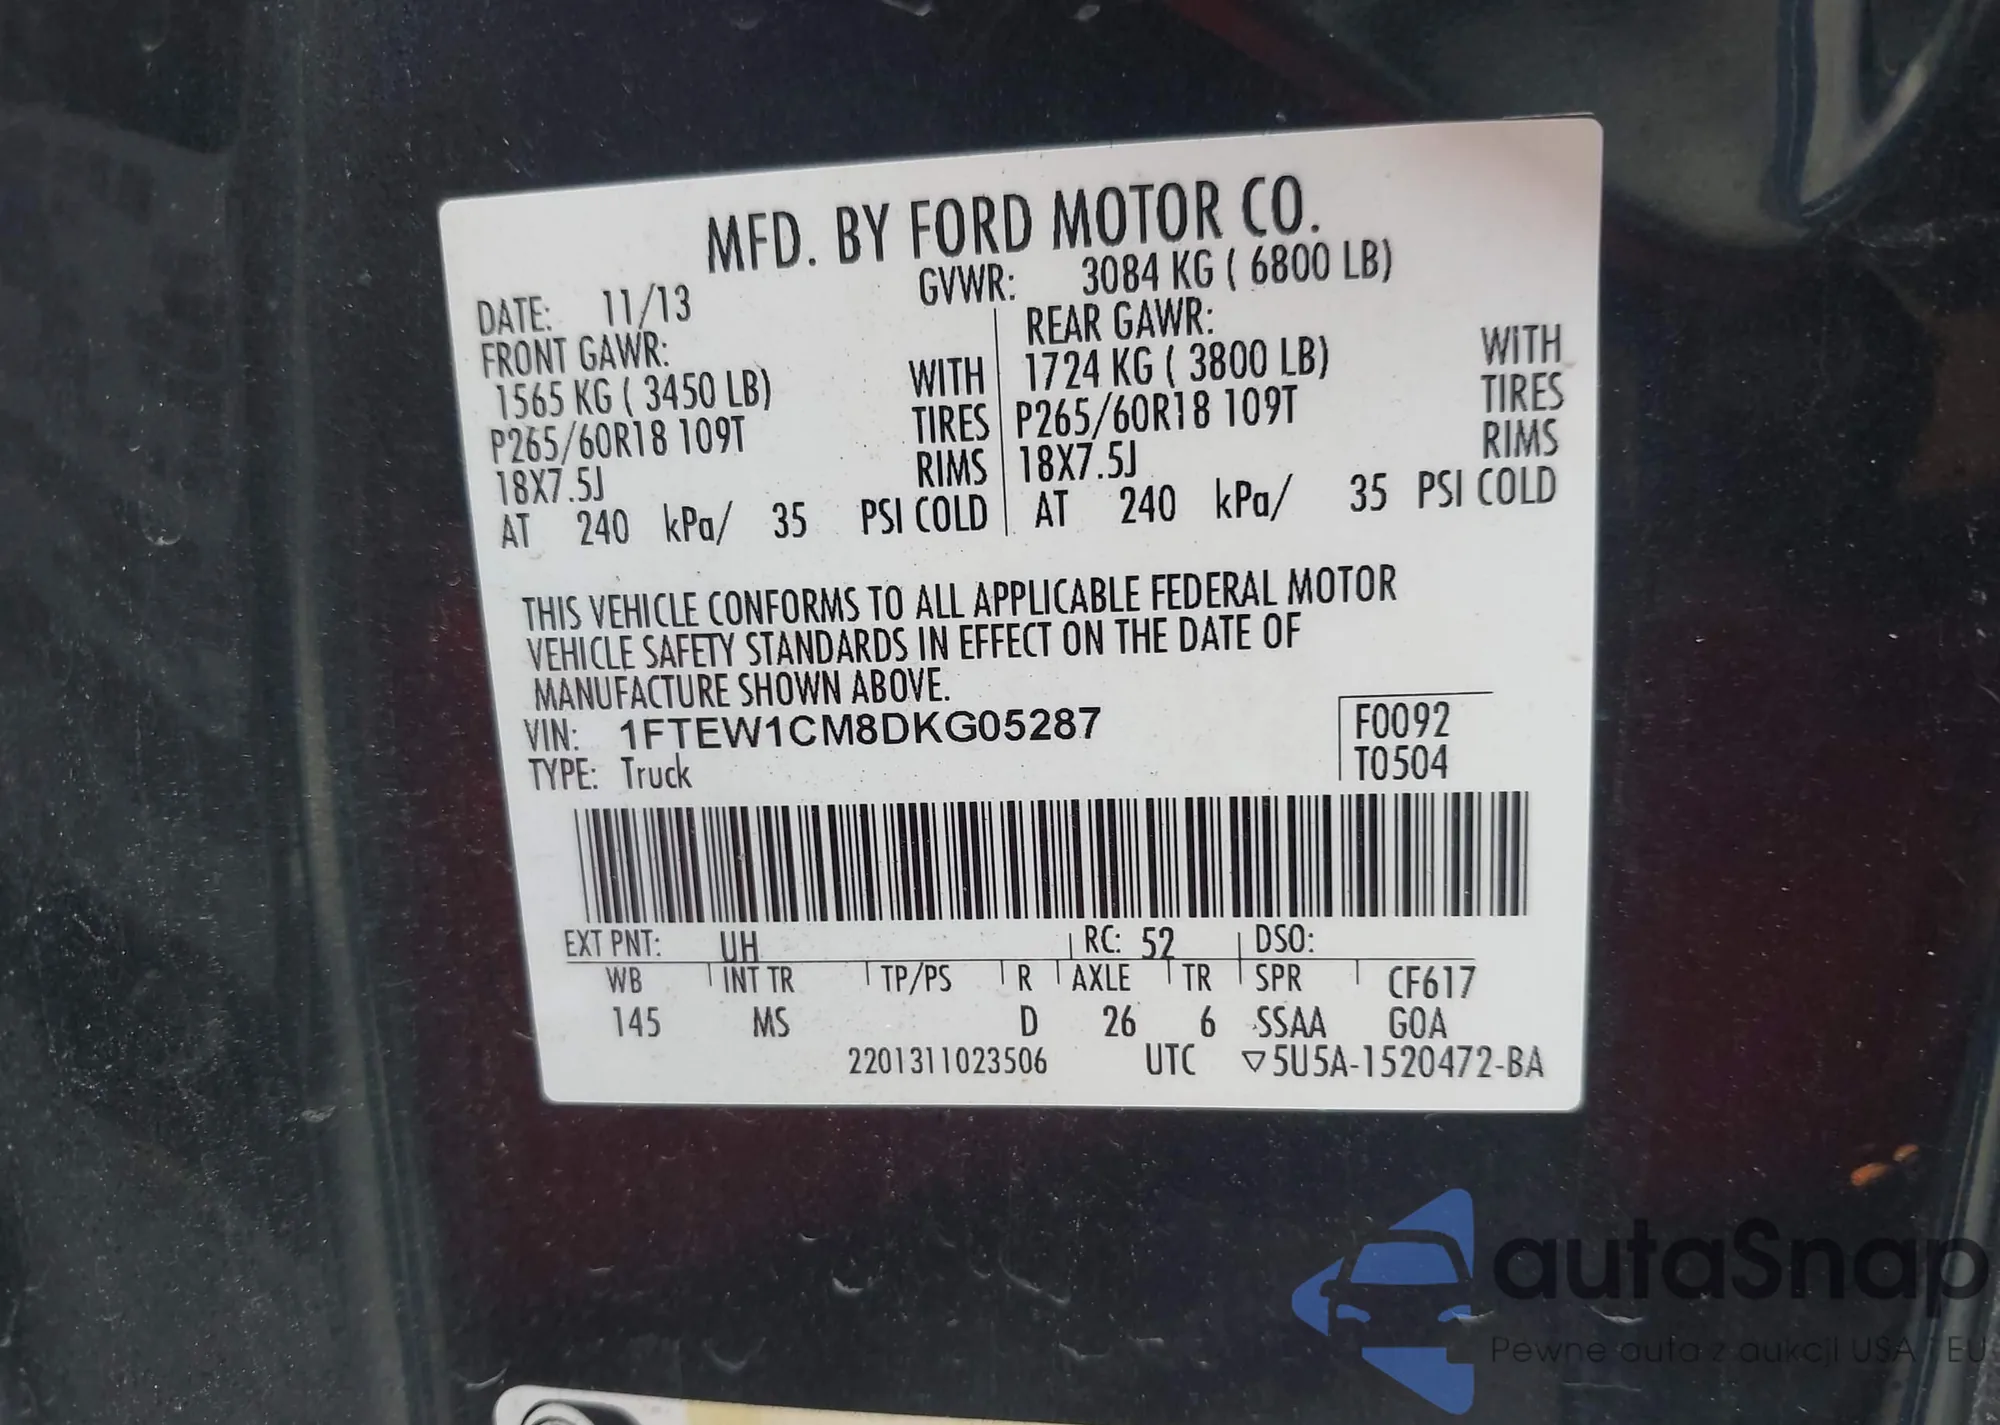 MFD. BY FORD MOTOR CO.
DATE: 11/13 GVWR: 3084 KG ( 6800 LB)
FRONT GAWR: REAR GAWR:
1565 KG ( 3450 LB) WITH 1724 KG ( 3800 LB) WITH
P265/60R18 109T TIRES P265/60R18 109T TIRES
18X7.5J RIMS 18X7.5J RIMS
AT 240 kPa/ 35 PSI COLD AT 240 kPa/ 35 PSI COLD
THIS VEHICLE CONFORMS TO ALL APPLICABLE FEDERAL MOTOR
VEHICLE SAFETY STANDARDS IN EFFECT ON THE DATE OF
MANUFACTURE SHOWN ABOVE.
VIN: 1FTEW1CM8DKG05287 F0092
TYPE: Truck T0504
EXT PNT: UH RC: 52 DSO:
WB INT TR TP/PS R AXLE TR SPR CF617
145 MS D 26 6 SSAA GOA
2201311023506 UTC ▽5U5A-1520472-BA
autaSnap
Pewne auta z aukcji USA i EU